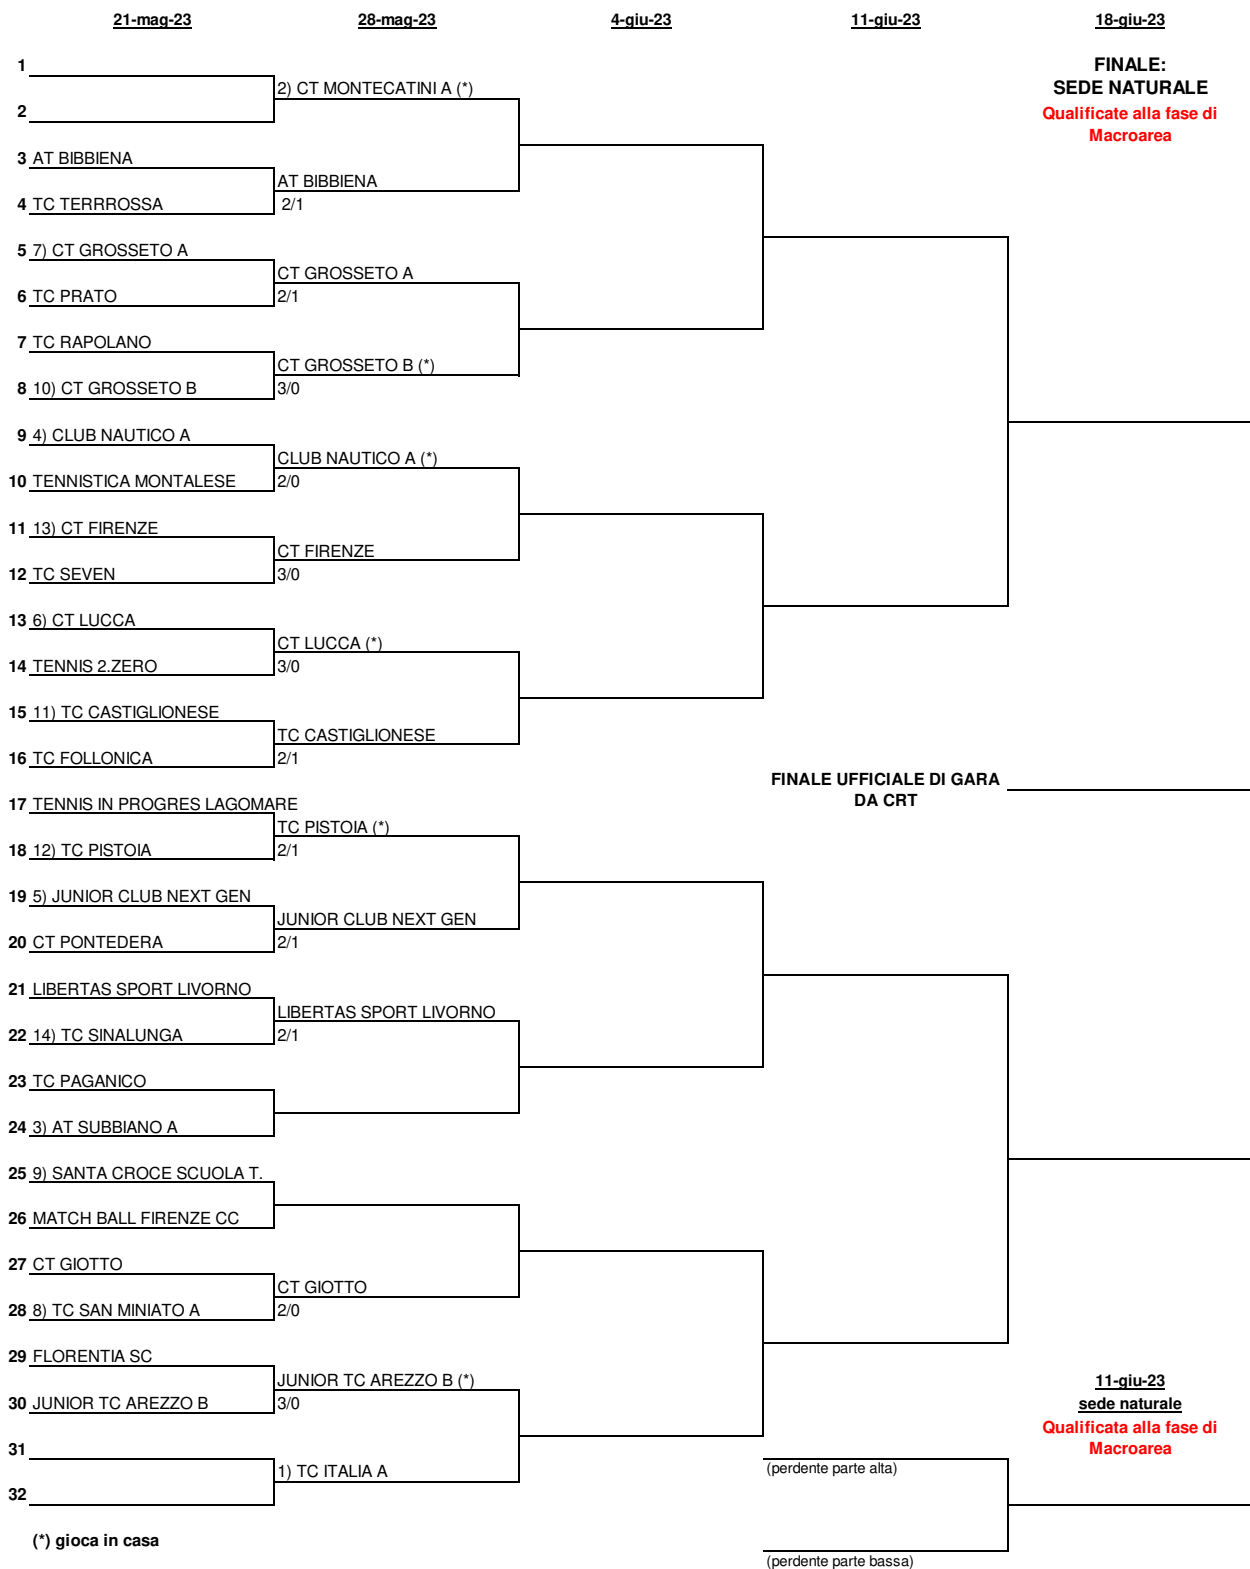 21-mag-23 28-mag-23 4-giu-23 11-giu-23 18-giu-23
1
2) CT MONTECATINI A (*)
2
FINALE:
SEDE NATURALE
Qualificate alla fase di
Macroarea
3 AT BIBBIENA
AT BIBBIENA
4 TC TERRROSSA
2/1
5 7) CT GROSSETO A
CT GROSSETO A
6 TC PRATO
2/1
7 TC RAPOLANO
CT GROSSETO B (*)
8 10) CT GROSSETO B
3/0
9 4) CLUB NAUTICO A
CLUB NAUTICO A (*)
10 TENNISTICA MONTALESE
2/0
11 13) CT FIRENZE
CT FIRENZE
12 TC SEVEN
3/0
13 6) CT LUCCA
CT LUCCA (*)
14 TENNIS 2.ZERO
3/0
15 11) TC CASTIGLIONESE
TC CASTIGLIONESE
16 TC FOLLONICA
2/1
FINALE UFFICIALE DI GARA
DA CRT
17 TENNIS IN PROGRES LAGOMARE
TC PISTOIA (*)
18 12) TC PISTOIA
2/1
19 5) JUNIOR CLUB NEXT GEN
JUNIOR CLUB NEXT GEN
20 CT PONTEDERA
2/1
21 LIBERTAS SPORT LIVORNO
LIBERTAS SPORT LIVORNO
22 14) TC SINALUNGA
2/1
23 TC PAGANICO
24 3) AT SUBBIANO A
25 9) SANTA CROCE SCUOLA T.
26 MATCH BALL FIRENZE CC
27 CT GIOTTO
CT GIOTTO
28 8) TC SAN MINIATO A
2/0
29 FLORENTIA SC
JUNIOR TC AREZZO B (*)
30 JUNIOR TC AREZZO B
3/0
11-giu-23
sede naturale
Qualificata alla fase di
Macroarea
31
1) TC ITALIA A
32
(perdente parte alta)
(*) gioca in casa
(perdente parte bassa)